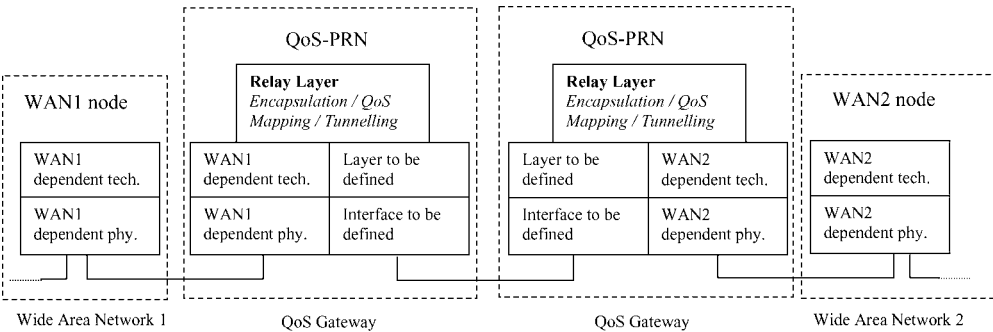 QoS-PRN
QoS-PRN
WAN1 node
Relay Layer
Encapsulation / QoS
Mapping / Tunnelling
Relay Layer
Encapsulation / QoS
Mapping / Tunnelling
WAN2 node
WAN1
dependent tech.
WAN1
dependent phy.
WAN1
dependent tech.
Layer to be
defined
WAN1
dependent phy.
Interface to be
defined
Layer to be
defined
WAN2
dependent tech.
Interface to be
defined
WAN2
dependent phy.
WAN2
dependent tech.
WAN2
dependent phy.
Wide Area Network 1
QoS Gateway
QoS Gateway
Wide Area Network 2